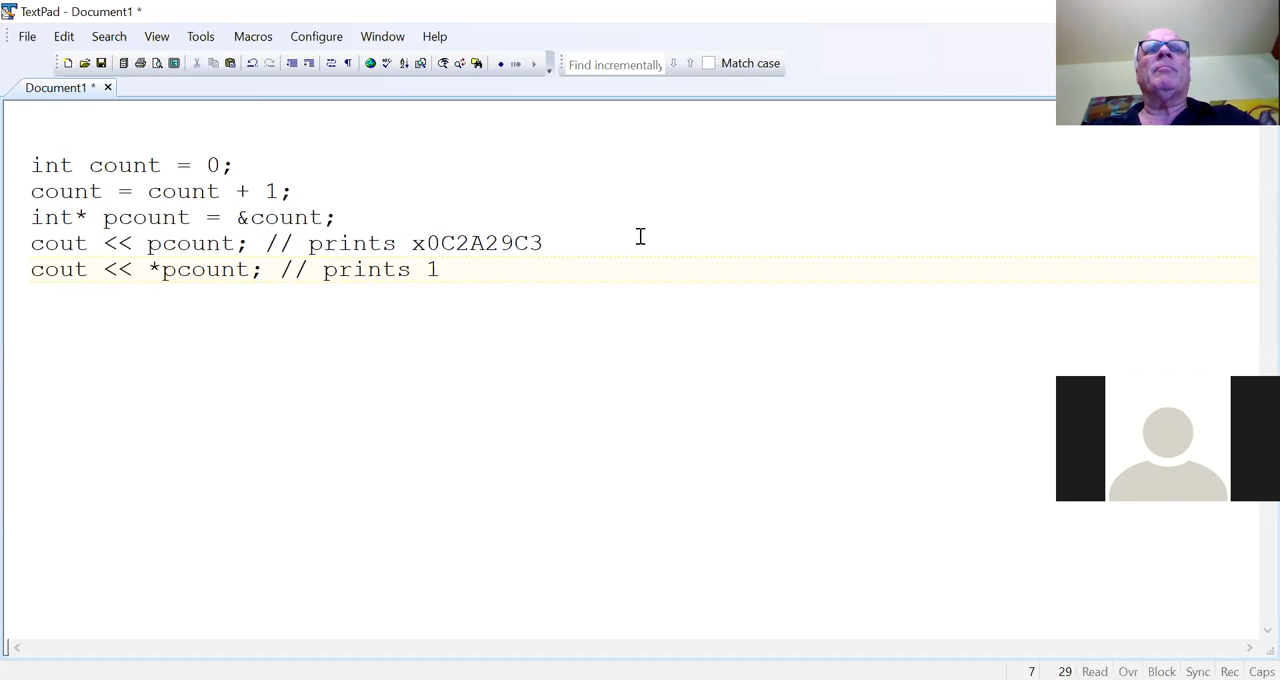 TextPad - Document1 *
File Edit Search View Tools Macros Configure Window Help
Find incrementally Match case
Document1 *
int count = 0;
count = count + 1;
int* pcount = &count;
cout << pcount; // prints x0C2A29C3
cout << *pcount; // prints 1
7 29 Read Ovr Block Sync Rec Caps